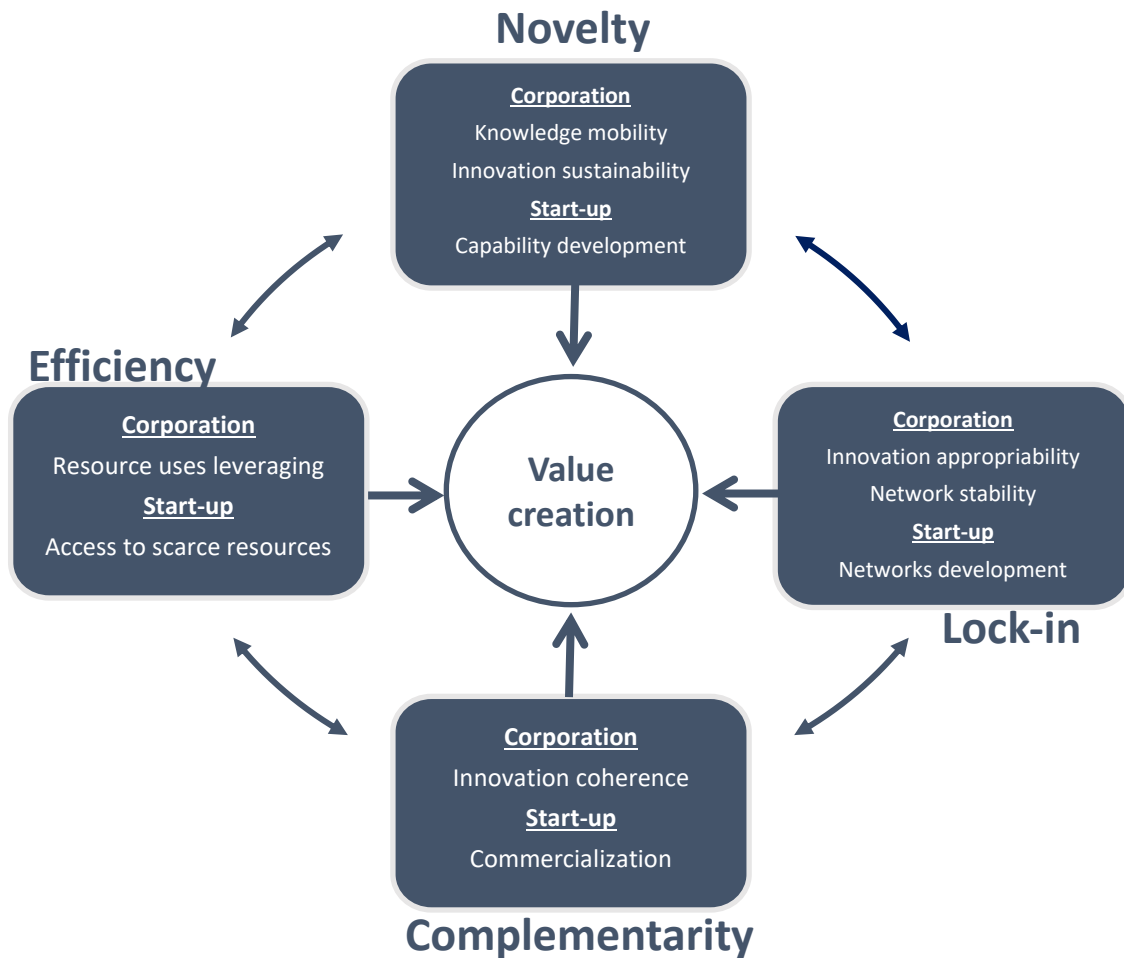 Novelty
Corporation
Knowledge mobility
Innovation sustainability
Start-up
Capability development
Efficiency
Corporation
Resource uses leveraging
Start-up
Access to scarce resources
Value
creation
Corporation
Innovation appropriability
Network stability
Start-up
Networks development
Lock-in
Corporation
Innovation coherence
Start-up
Commercialization
Complementarity